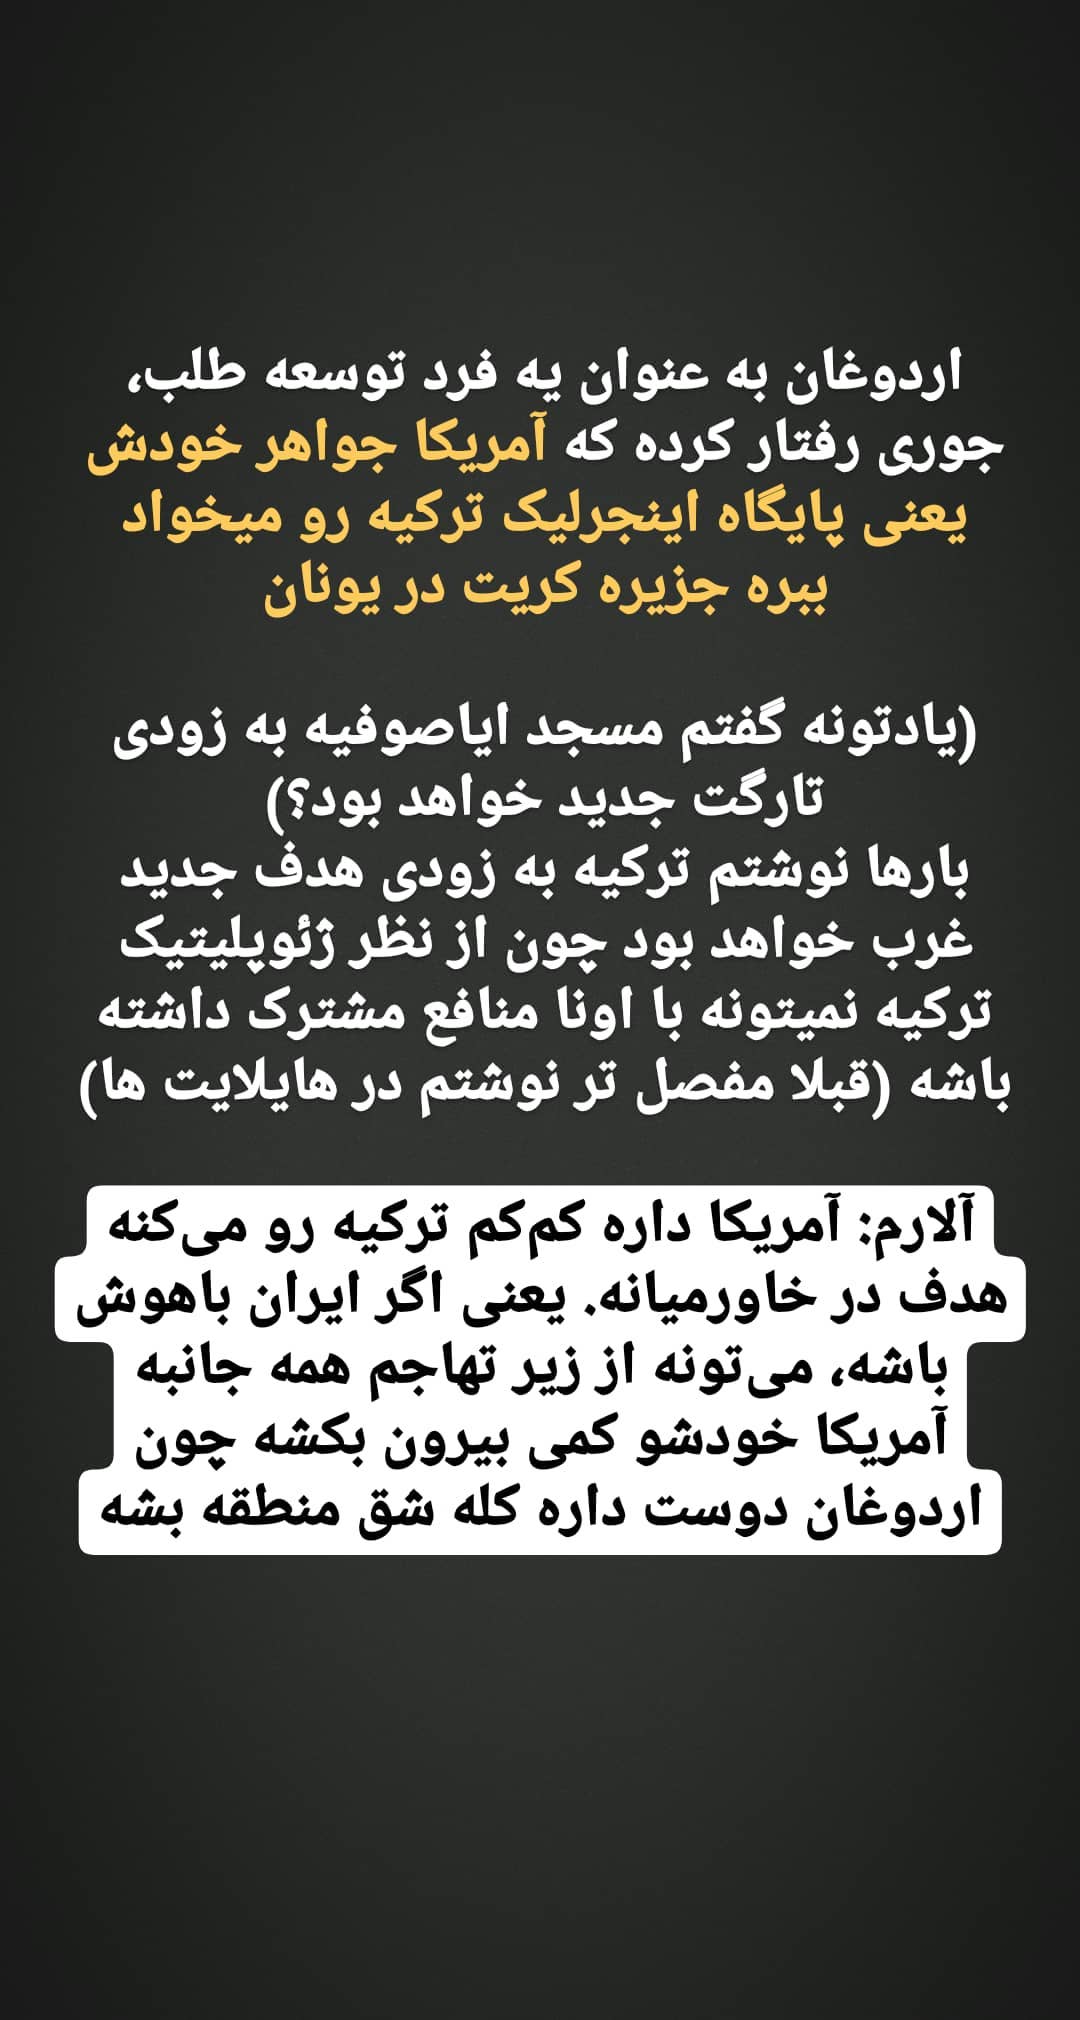 اردوغان به عنوان یه فرد توسعه طلب،
جوری رفتار کرده که آمریکا جواهر خودش
یعنی پایگاه اینجرلیک ترکیه رو میخواد
ببره جزیره کریت در یونان
(یادتونه گفتم مسجد ایاصوفیه به زودی
تارگت جدید خواهد بود؟)
بارها نوشتم ترکیه به زودی هدف جدید
غرب خواهد بود چون از نظر ژئوپلیتیک
ترکیه نمیتونه با اونا منافع مشترک داشته
باشه (قبلا مفصل تر نوشتم در هایلایت ها)
آلارم: آمریکا داره کم‌کم ترکیه رو می‌کنه
هدف در خاورمیانه. یعنی اگر ایران باهوش
باشه، می‌تونه از زیر تهاجم همه جانبه
آمریکا خودشو کمی بیرون بکشه چون
اردوغان دوست داره کله شق منطقه بشه